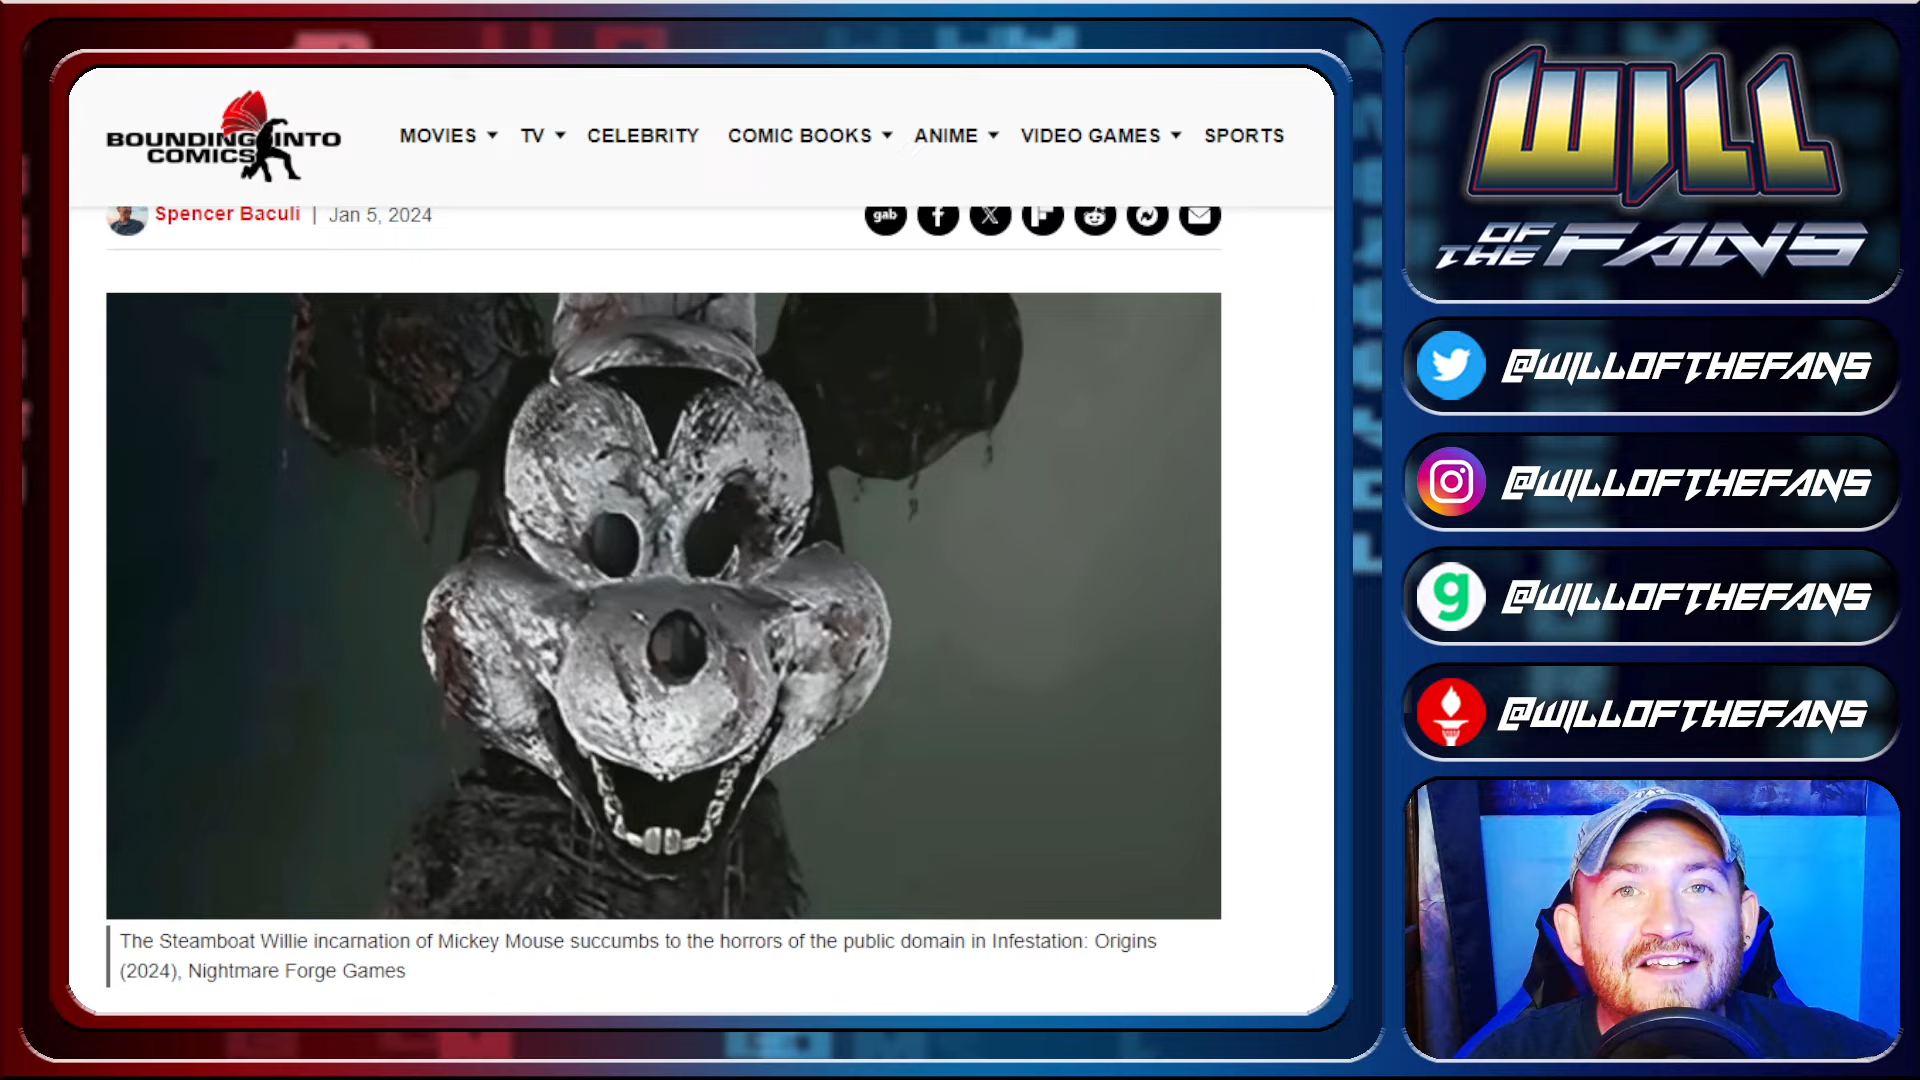 BOUNDING INTO
COMICS
MOVIES TV CELEBRITY COMIC BOOKS ANIME VIDEO GAMES SPORTS
Spencer Baculi | Jan 5, 2024
gab
The Steamboat Willie incarnation of Mickey Mouse succumbs to the horrors of the public domain in Infestation: Origins
(2024), Nightmare Forge Games
WILL
OF THE FANS
@WILLOFTHEFANS
@WILLOFTHEFANS
g
@WILLOFTHEFANS
@WILLOFTHEFANS